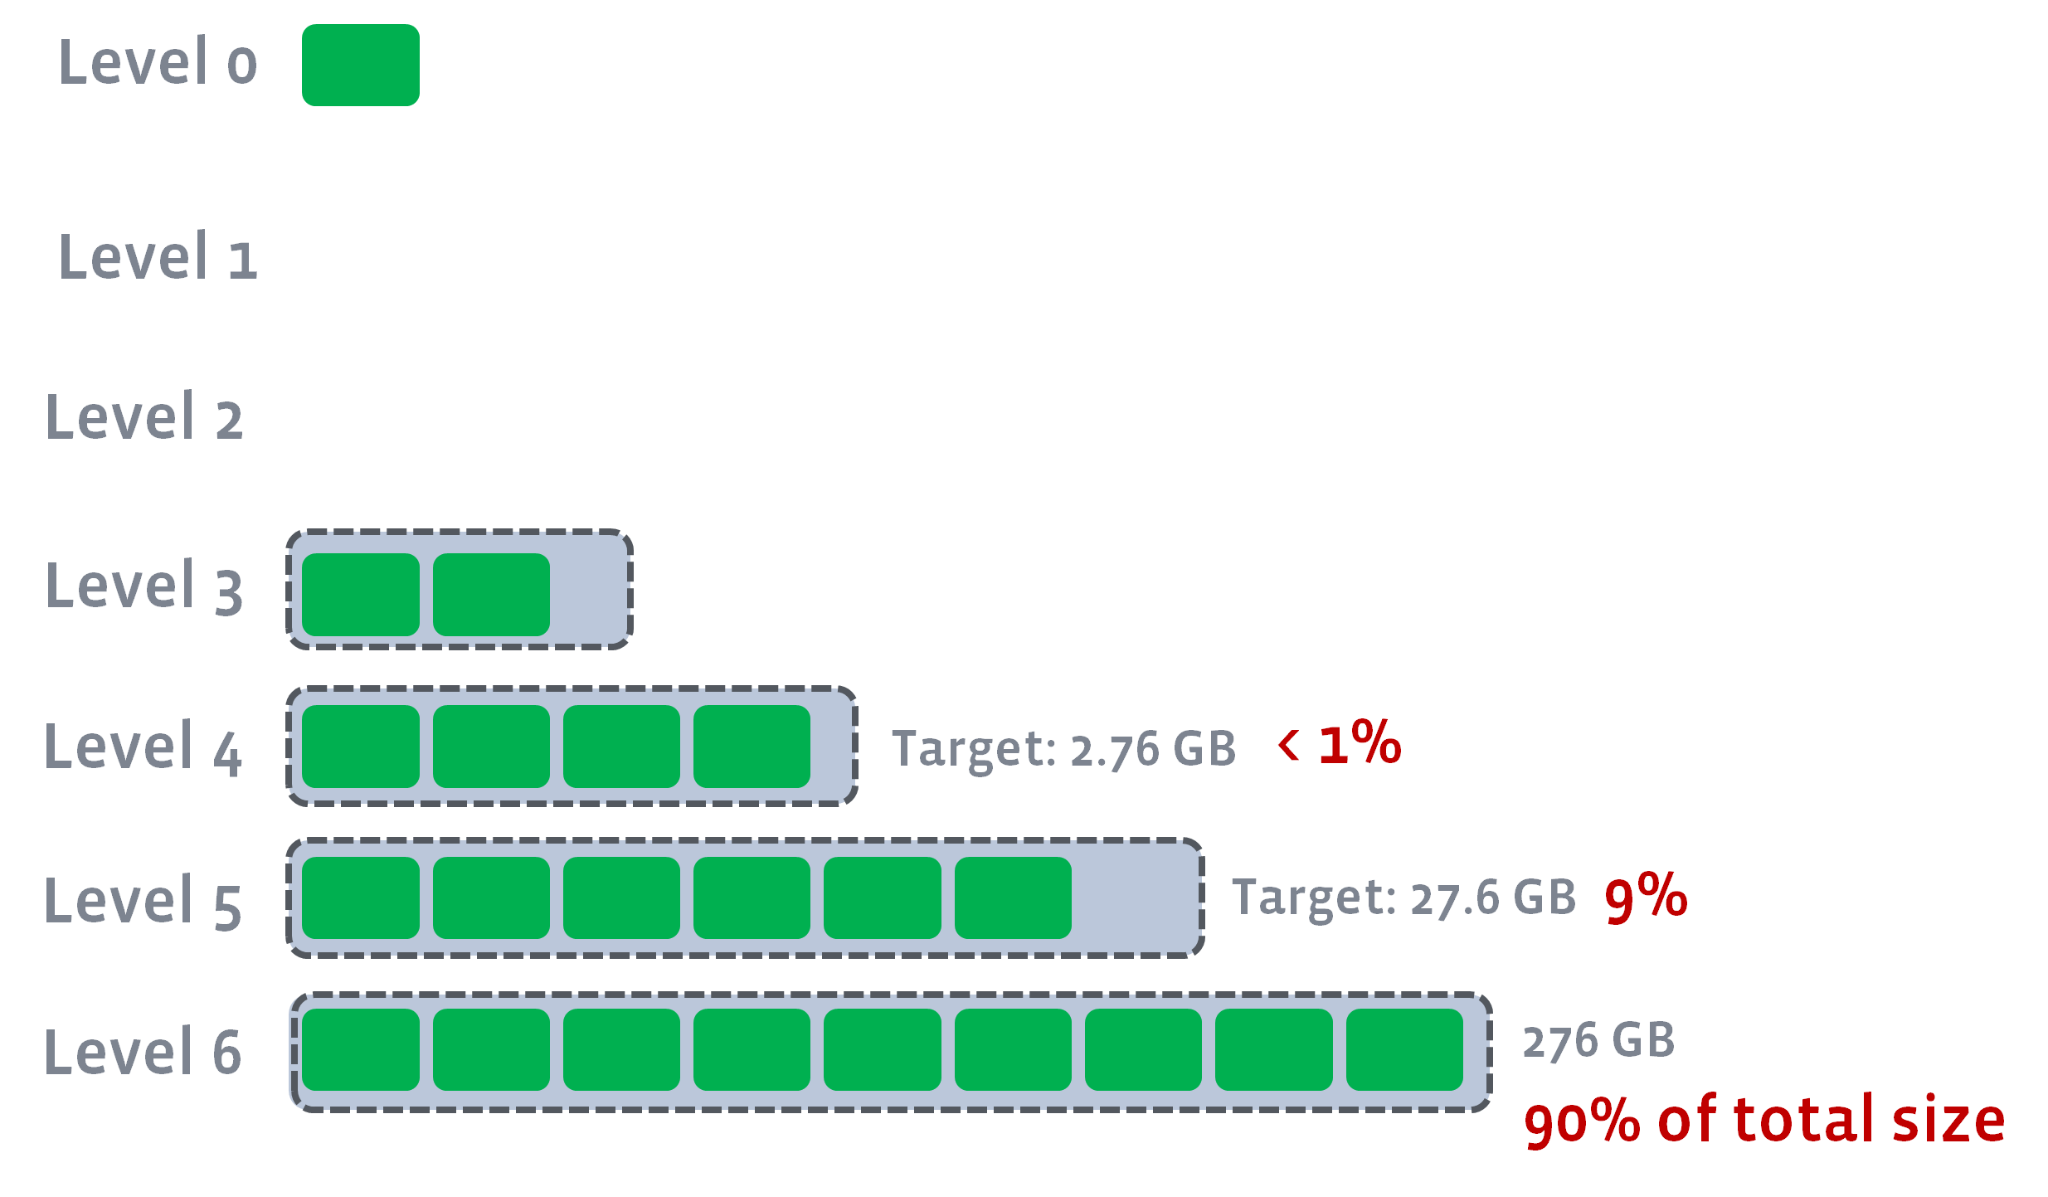 Level 0
Level 1
Level 2
Level 3
Level 4 Target: 2.76 GB < 1%
Level 5 Target: 27.6 GB 9%
Level 6 276 GB
90% of total size